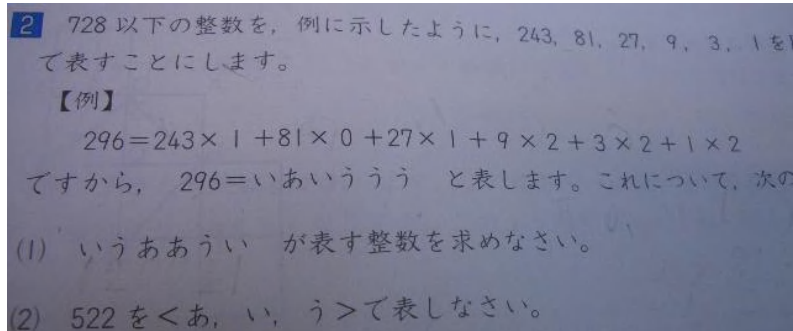 2 728以下の整数を, 例に示したように, 243, 81, 27, 9, 3, 1を
で表すことにします。
【例】
296=243×1+81×0+27×1+9×2+3×2+1×2
ですから, 296=いあいううう と表します。これについて, 次の
(1) いうああうい が表す整数を求めなさい。
(2) 522を<あ, い, う>で表しなさい。